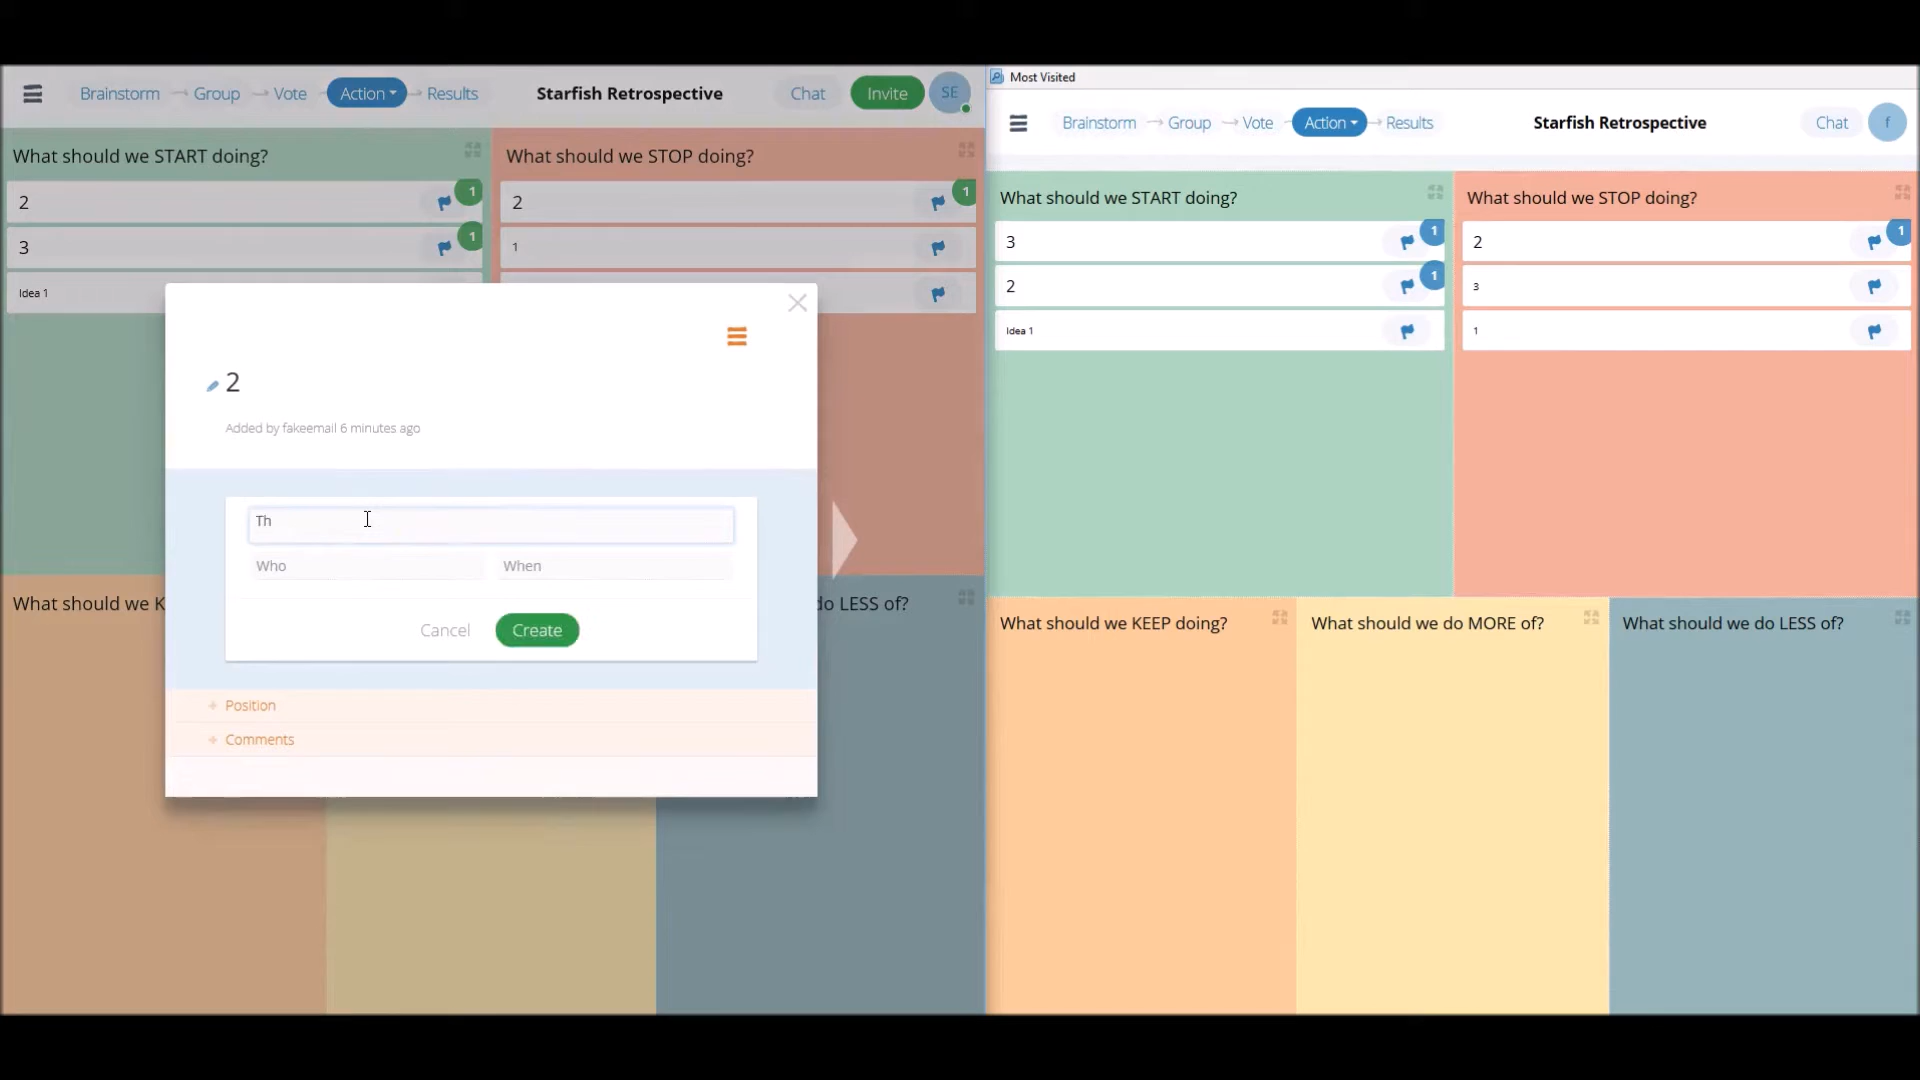 Brainstorm Group Vote Action Results Starfish Retrospective Chat Invite SE
What should we START doing?
2 1
3 1
Idea 1
What should we STOP doing?
2 1
1
2
Added by fakeemail 6 minutes ago
Th
Who When
Cancel Create
Position
Comments
What should we K
do LESS of?
Most Visited
Brainstorm Group Vote Action Results Starfish Retrospective Chat f
What should we START doing?
3 1
2 1
Idea 1
What should we STOP doing?
2 1
3
1
What should we KEEP doing?
What should we do MORE of?
What should we do LESS of?